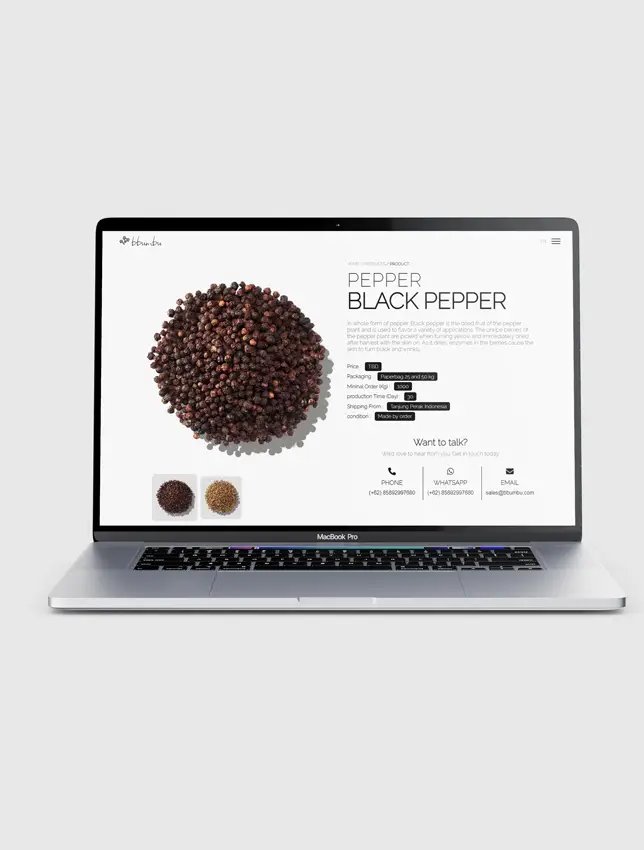 bbumbu
HOME / PRODUCTS / PRODUCT
PEPPER
BLACK PEPPER
In whole form of pepper. Black pepper is the dried fruit of the pepper
plant and is used to flavor a variety of applications. The unripe berries of
the pepper plant are picked when turning yellow and immediately dried
after harvest with the skin on. As it dries, enzymes in the berries cause the
skin to turn black and wrinkle.
Price : TBD
Packaging : Paperbag 25 and 50 kg
Minimal Order (Kg) : 1000
production Time (Day) : 30
Shipping From : Tanjung Perak Indonesia
condition : Made by order
Want to talk?
We'd love to hear from you. Get in touch today.
PHONE
(+62) 85892997680
WHATSAPP
(+62) 85892997680
EMAIL
sales@bbumbu.com
MacBook Pro